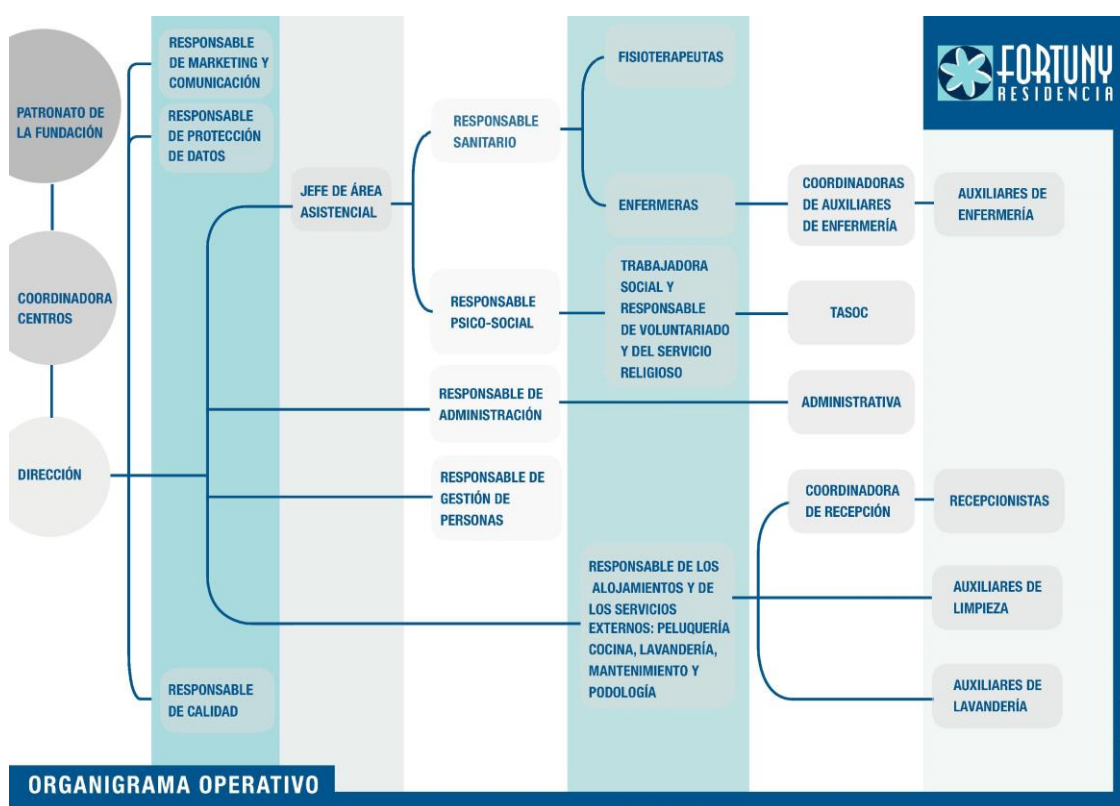 PATRONATO DE
LA FUNDACIÓN
COORDINADORA
CENTROS
DIRECCIÓN
RESPONSABLE
DE MARKETING Y
COMUNICACIÓN
RESPONSABLE
DE PROTECCIÓN
DE DATOS
RESPONSABLE
DE CALIDAD
JEFE DE ÁREA
ASISTENCIAL
RESPONSABLE
SANITARIO
RESPONSABLE
PSICO-SOCIAL
RESPONSABLE DE
ADMINISTRACIÓN
RESPONSABLE DE
GESTIÓN DE
PERSONAS
FISIOTERAPEUTAS
ENFERMERAS
TRABAJADORA
SOCIAL Y
RESPONSABLE
DE VOLUNTARIADO
Y DEL SERVICIO
RELIGIOSO
RESPONSABLE DE LOS
ALOJAMIENTOS Y DE
LOS SERVICIOS
EXTERNOS: PELUQUERÍA
COCINA, LAVANDERÍA,
MANTENIMIENTO Y
PODOLOGÍA
COORDINADORAS
DE AUXILIARES
DE ENFERMERÍA
TASOC
ADMINISTRATIVA
COORDINADORA
DE RECEPCIÓN
FORTUNY
RESIDENCIA
AUXILIARES DE
ENFERMERÍA
RECEPCIONISTAS
AUXILIARES DE
LIMPIEZA
AUXILIARES DE
LAVANDERÍA
ORGANIGRAMA OPERATIVO